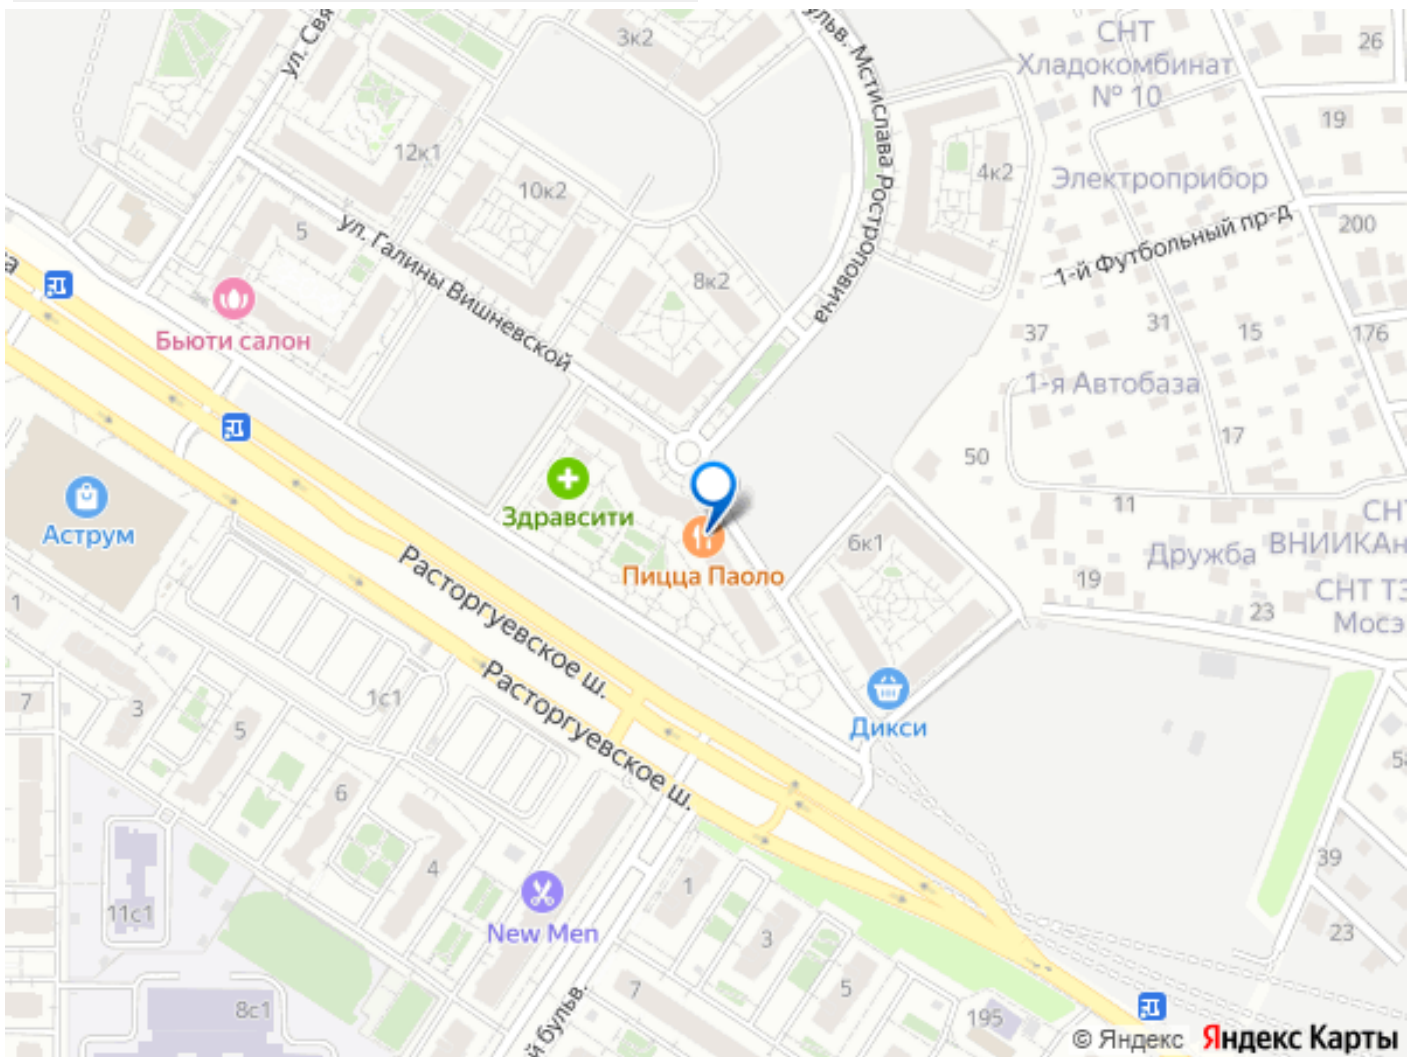 ул. Свя
3к2
ульв. Мстислава Ростроповича
СНТ
Хладокомбинат
№ 10
26
19
12к1
10к2
4к2
Электроприбор
5
ул. Галины Вишневской
8к2
1-й Футбольный пр-д
200
а
Бьюти салон
37
31
15
176
1-я Автобаза
17
50
Аструм
Здравсити
11
СНТ
ВНИИКАн
6к1
Дружба
Пицца Паоло
19
23
СНТ ТЭ
Мосэ
1
Расторгуевское ш.
Расторгуевское ш.
7
3
5
1с1
Дикси
58
6
4
1
39
11с1
New Men
3
23
7
5
8с1
195
й бульв.
© Яндекс Яндекс Карты